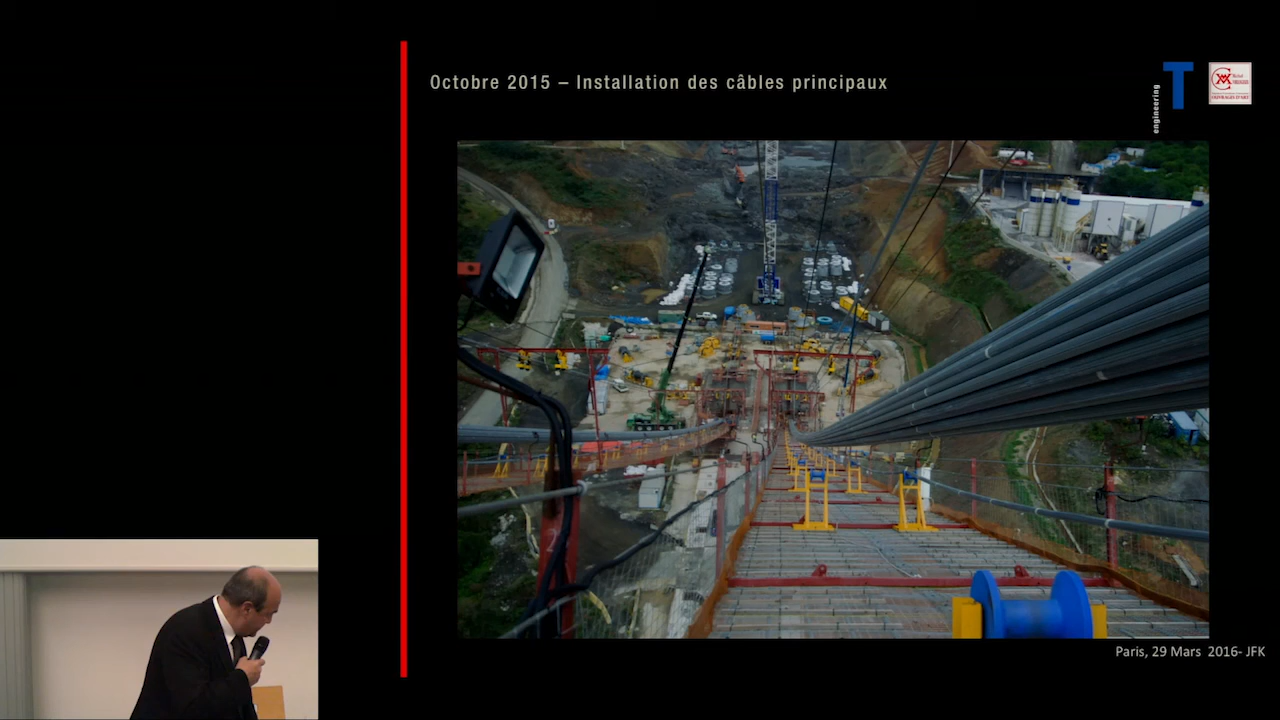 Octobre 2015 – Installation des câbles principaux
engineering
T
Paris, 29 Mars 2016- JFK